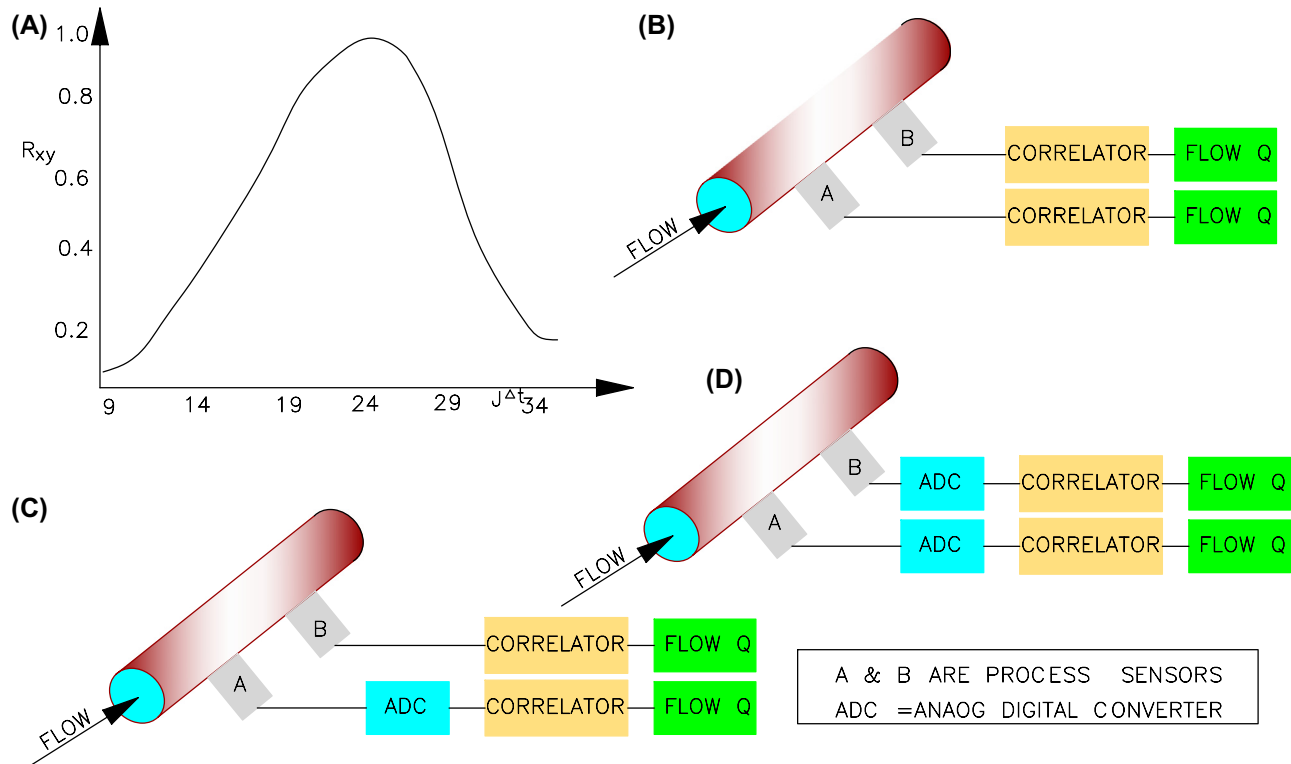 (A)
1.0
0.8
Rxy
0.6
0.4
0.2
9 14 19 24 29 JΔt 34
(B)
B CORRELATOR FLOW Q
A CORRELATOR FLOW Q
FLOW
(D)
B ADC CORRELATOR FLOW Q
A ADC CORRELATOR FLOW Q
FLOW
(C)
B CORRELATOR FLOW Q
A ADC CORRELATOR FLOW Q
FLOW
A & B ARE PROCESS SENSORS
ADC =ANAOG DIGITAL CONVERTER